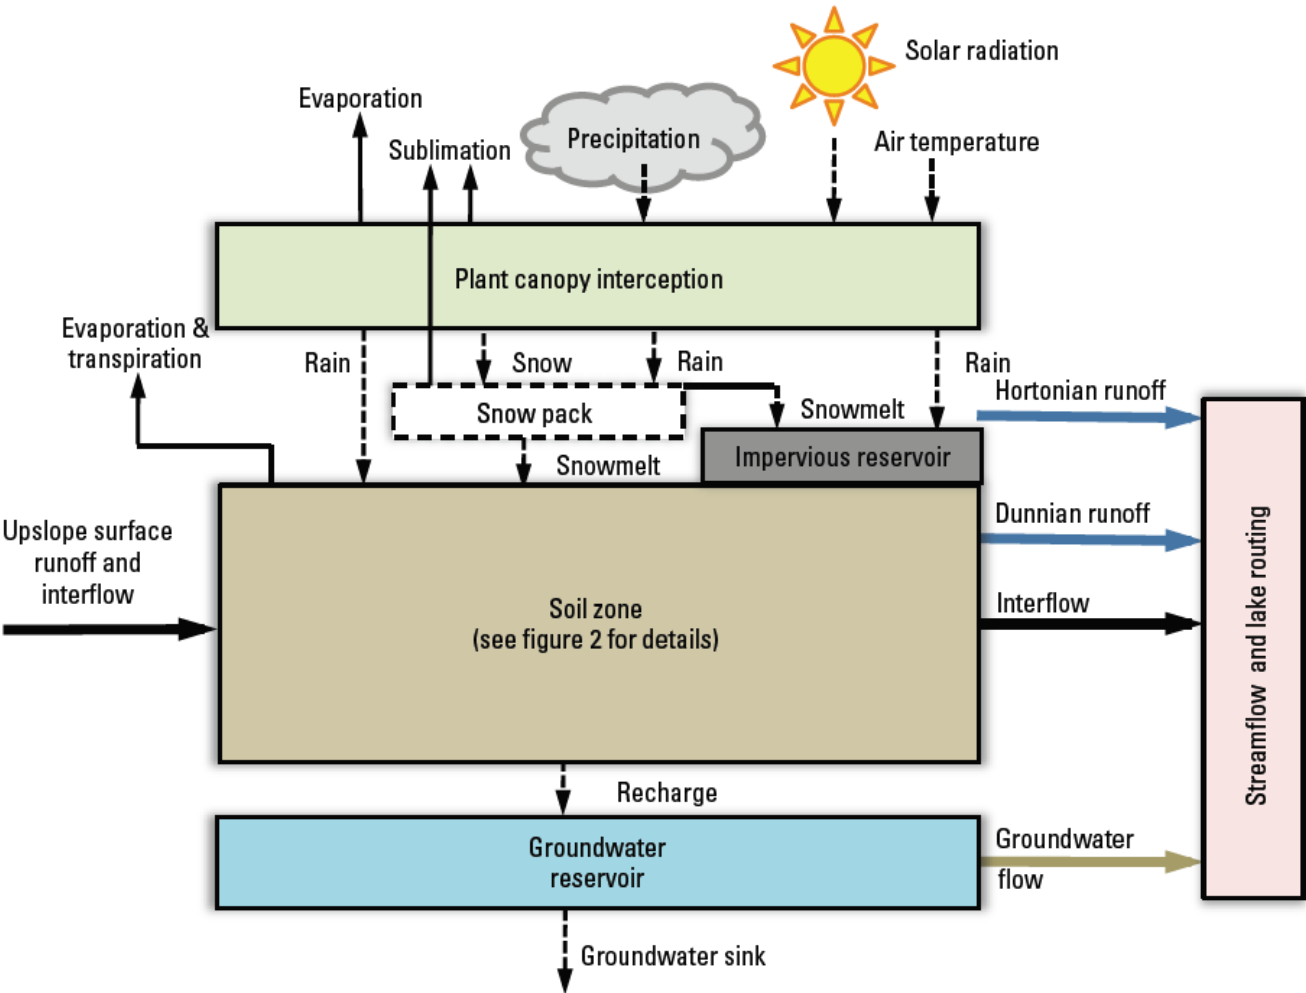 Solar radiation
Evaporation
Precipitation
Air temperature
Sublimation
Plant canopy interception
Evaporation &
transpiration
Rain
Snow
Rain
Rain
Hortonian runoff
Snow pack
Snowmelt
Snowmelt
Impervious reservoir
Upslope surface
runoff and
interflow
Dunnian runoff
Soil zone
(see figure 2 for details)
Interflow
Streamflow and lake routing
Recharge
Groundwater
reservoir
Groundwater
flow
Groundwater sink